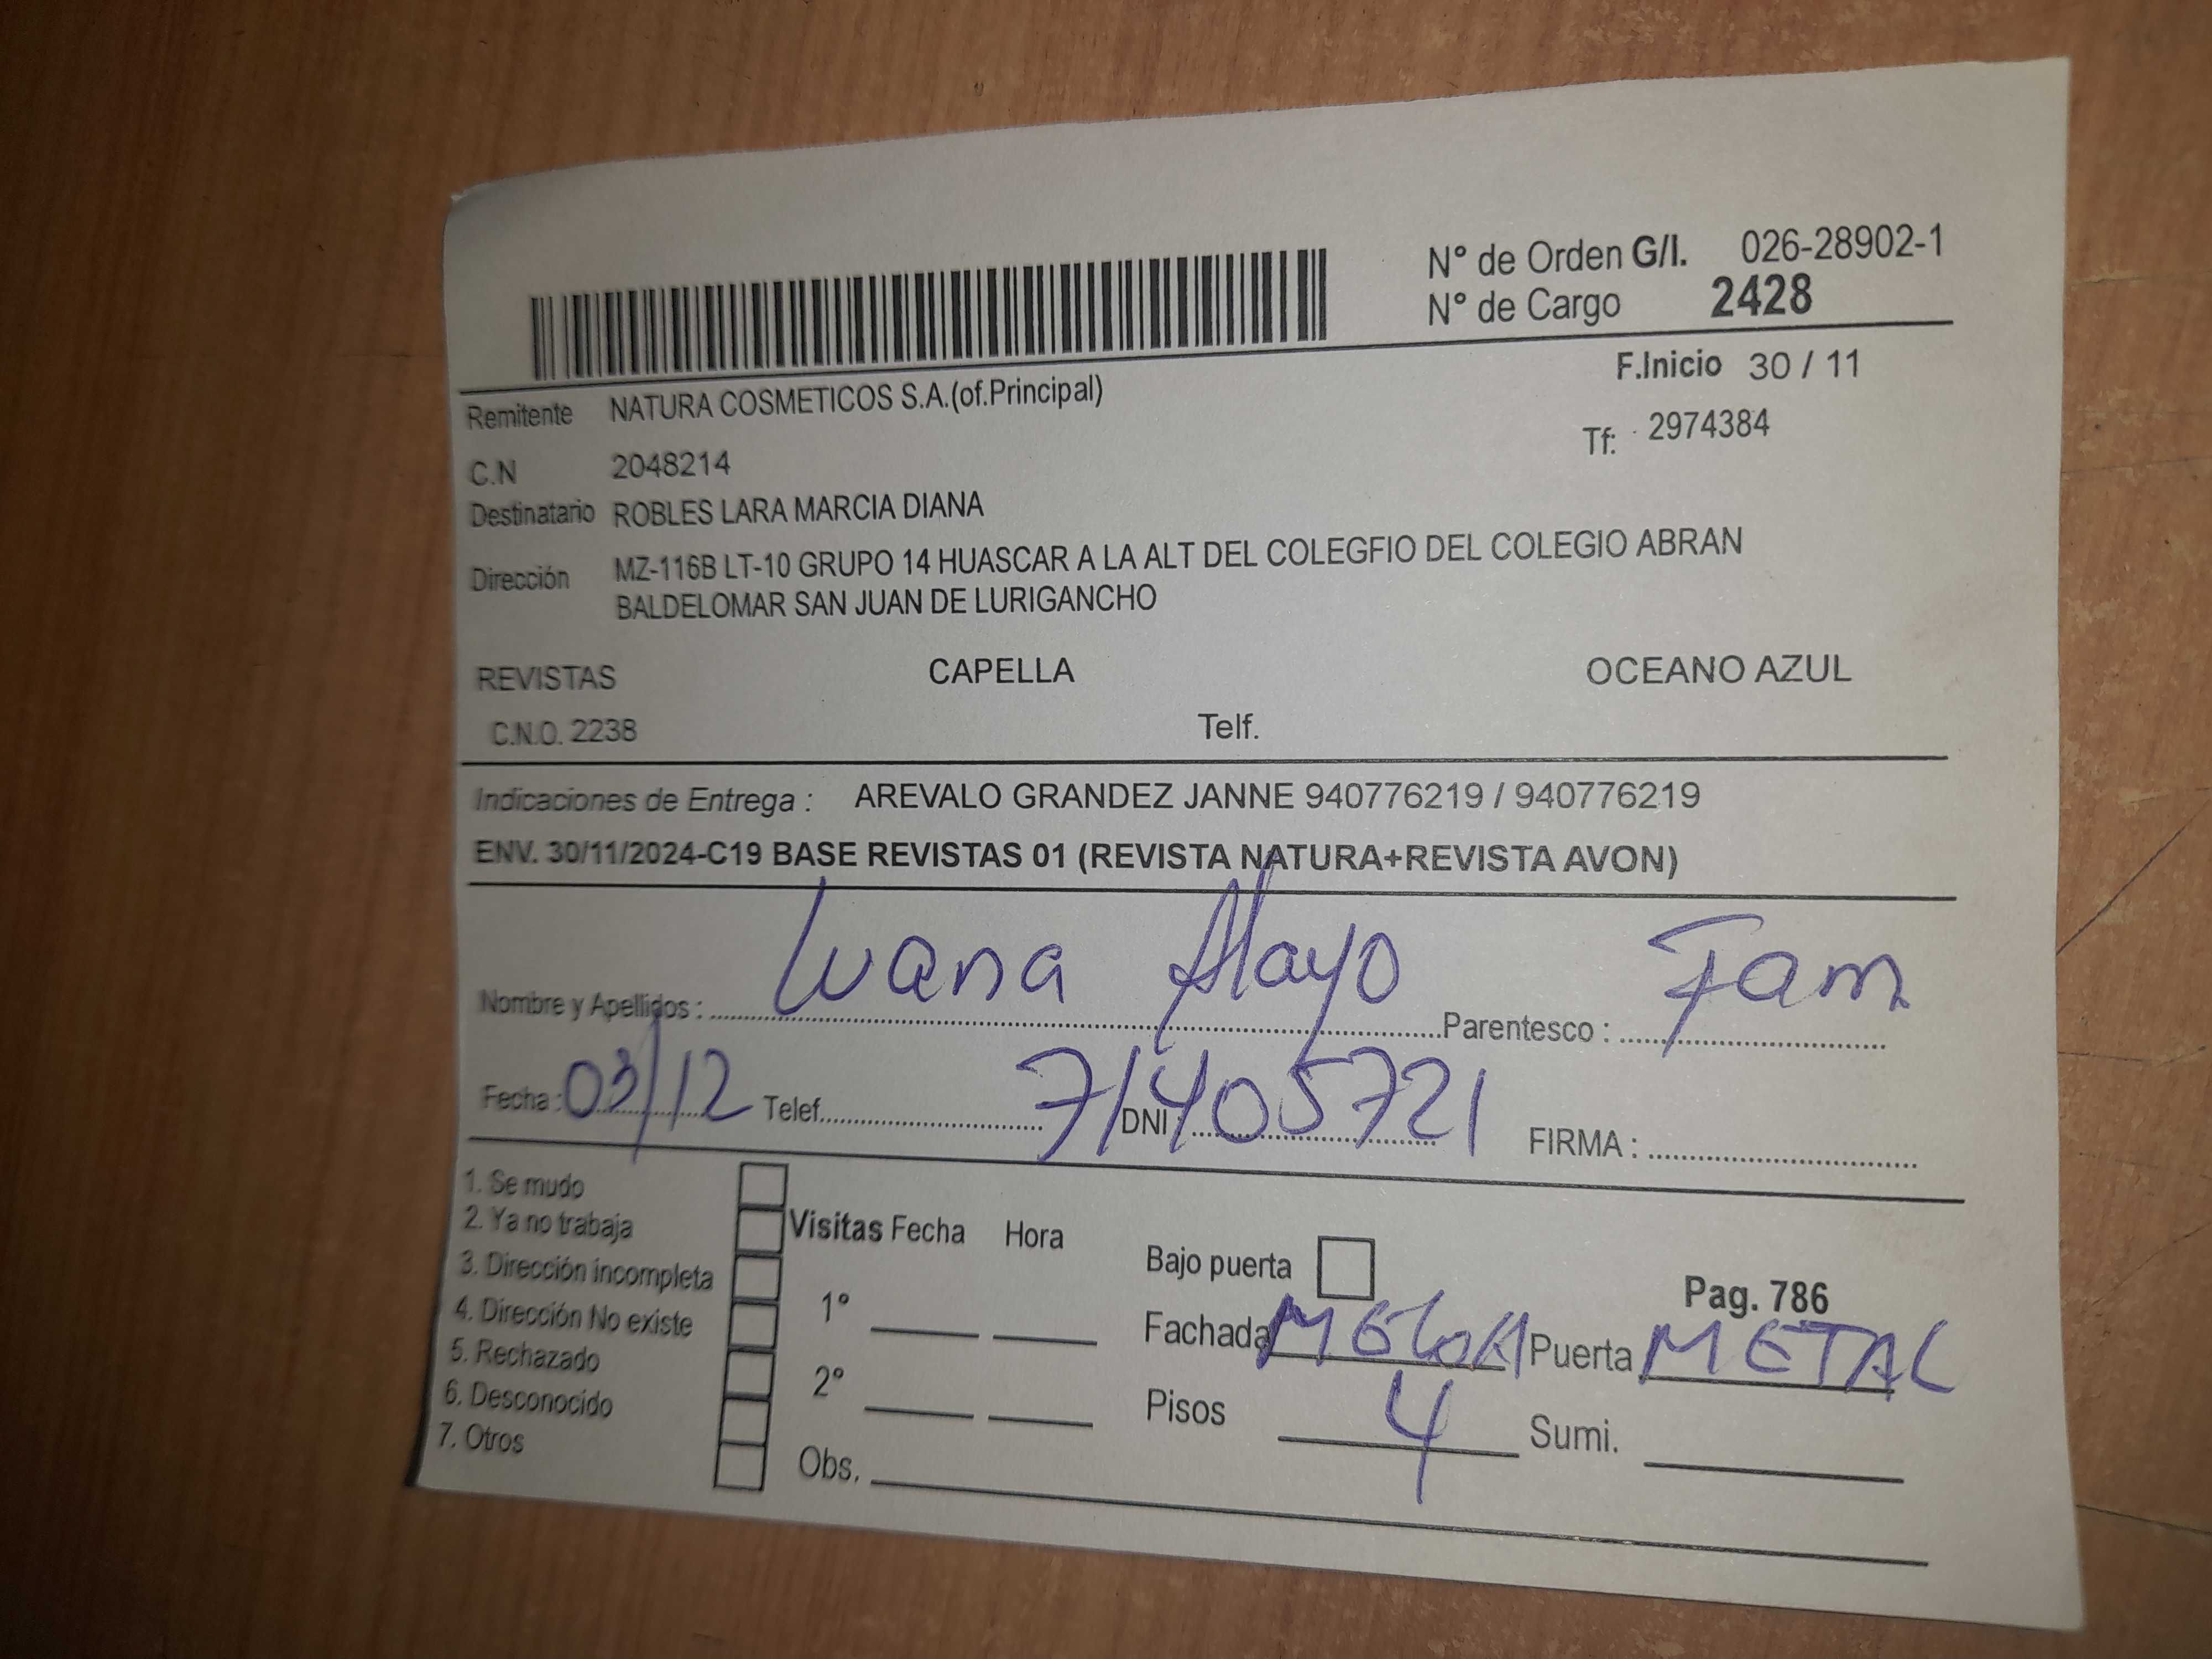 N° de Orden G/I. 026-28902-1
N° de Cargo 2428
F.Inicio 30 / 11
Remitente NATURA COSMETICOS S.A.(of.Principal)
Tf: 2974384
C.N 2048214
Destinatario ROBLES LARA MARCIA DIANA
Dirección MZ-116B LT-10 GRUPO 14 HUASCAR A LA ALT DEL COLEGFIO DEL COLEGIO ABRAN
BALDELOMAR SAN JUAN DE LURIGANCHO
REVISTAS CAPELLA OCEANO AZUL
C.N.O. 2238 Telf.
Indicaciones de Entrega : AREVALO GRANDEZ JANNE 940776219 / 940776219
ENV. 30/11/2024-C19 BASE REVISTAS 01 (REVISTA NATURA+REVISTA AVON)
Nombre y Apellidos : Luana Alayo Parentesco : Fam
Fecha : 03/12 Telef. DNI 71405721 FIRMA :
1. Se mudo
2. Ya no trabaja
3. Dirección incompleta
4. Dirección No existe
5. Rechazado
6. Desconocido
7. Otros
Visitas Fecha Hora
1°
2°
Obs.
Bajo puerta
Pag. 786
Fachada Puerta METAL
Pisos 4 Sumi.